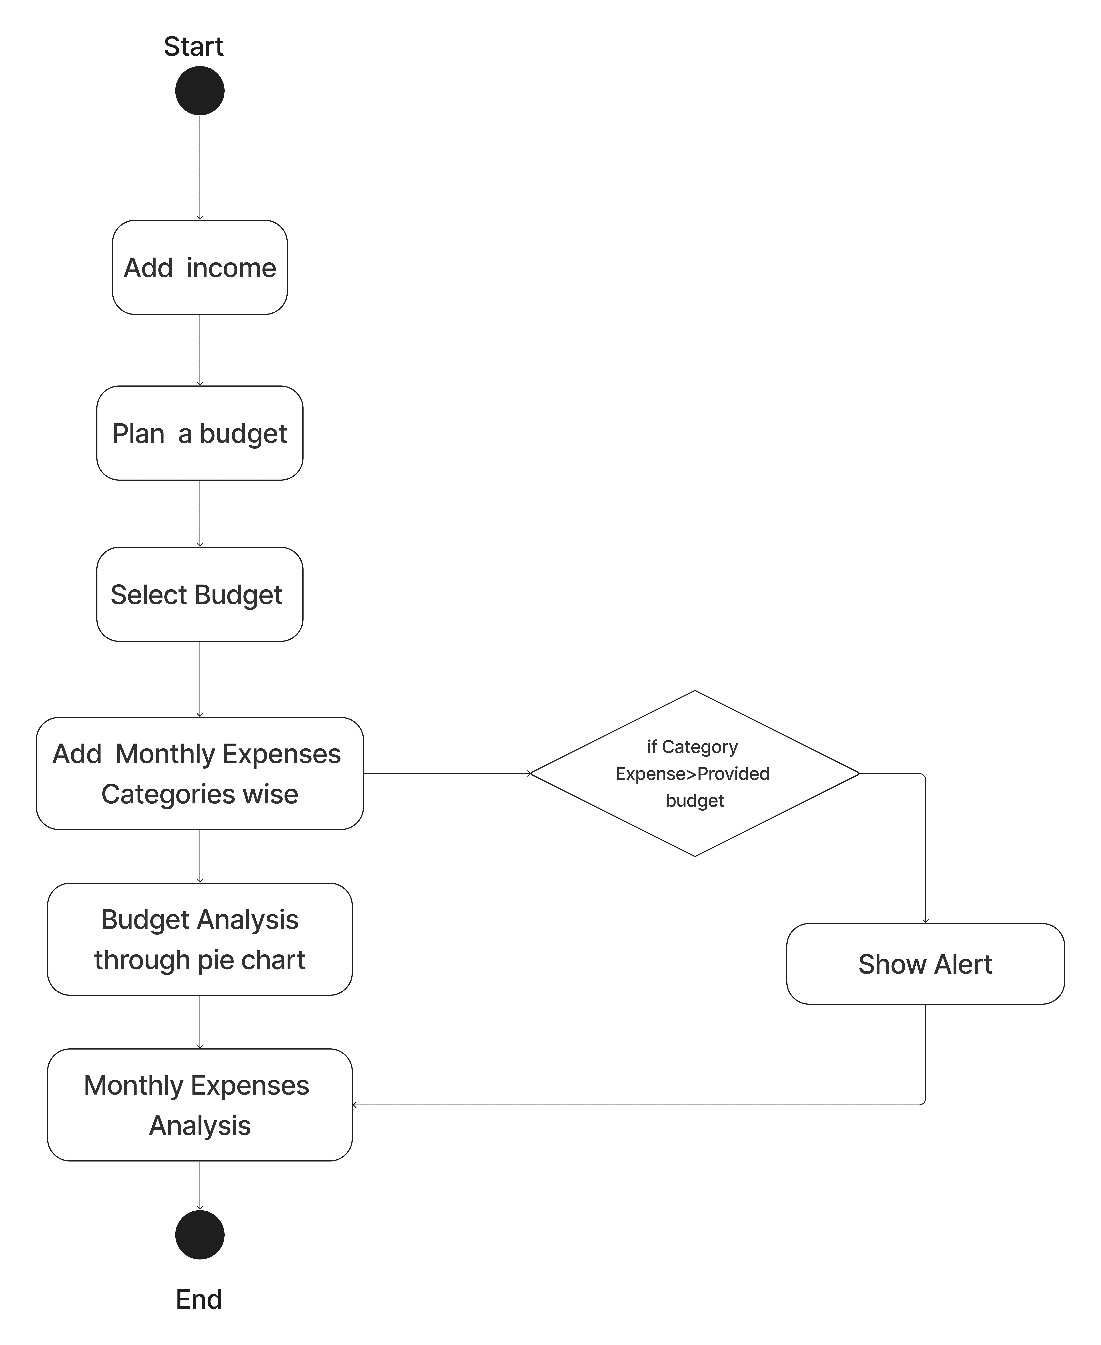 Start
Add income
Plan a budget
Select Budget
Add Monthly Expenses
Categories wise
if Category
Expense>Provided
budget
Budget Analysis
through pie chart
Show Alert
Monthly Expenses
Analysis
End